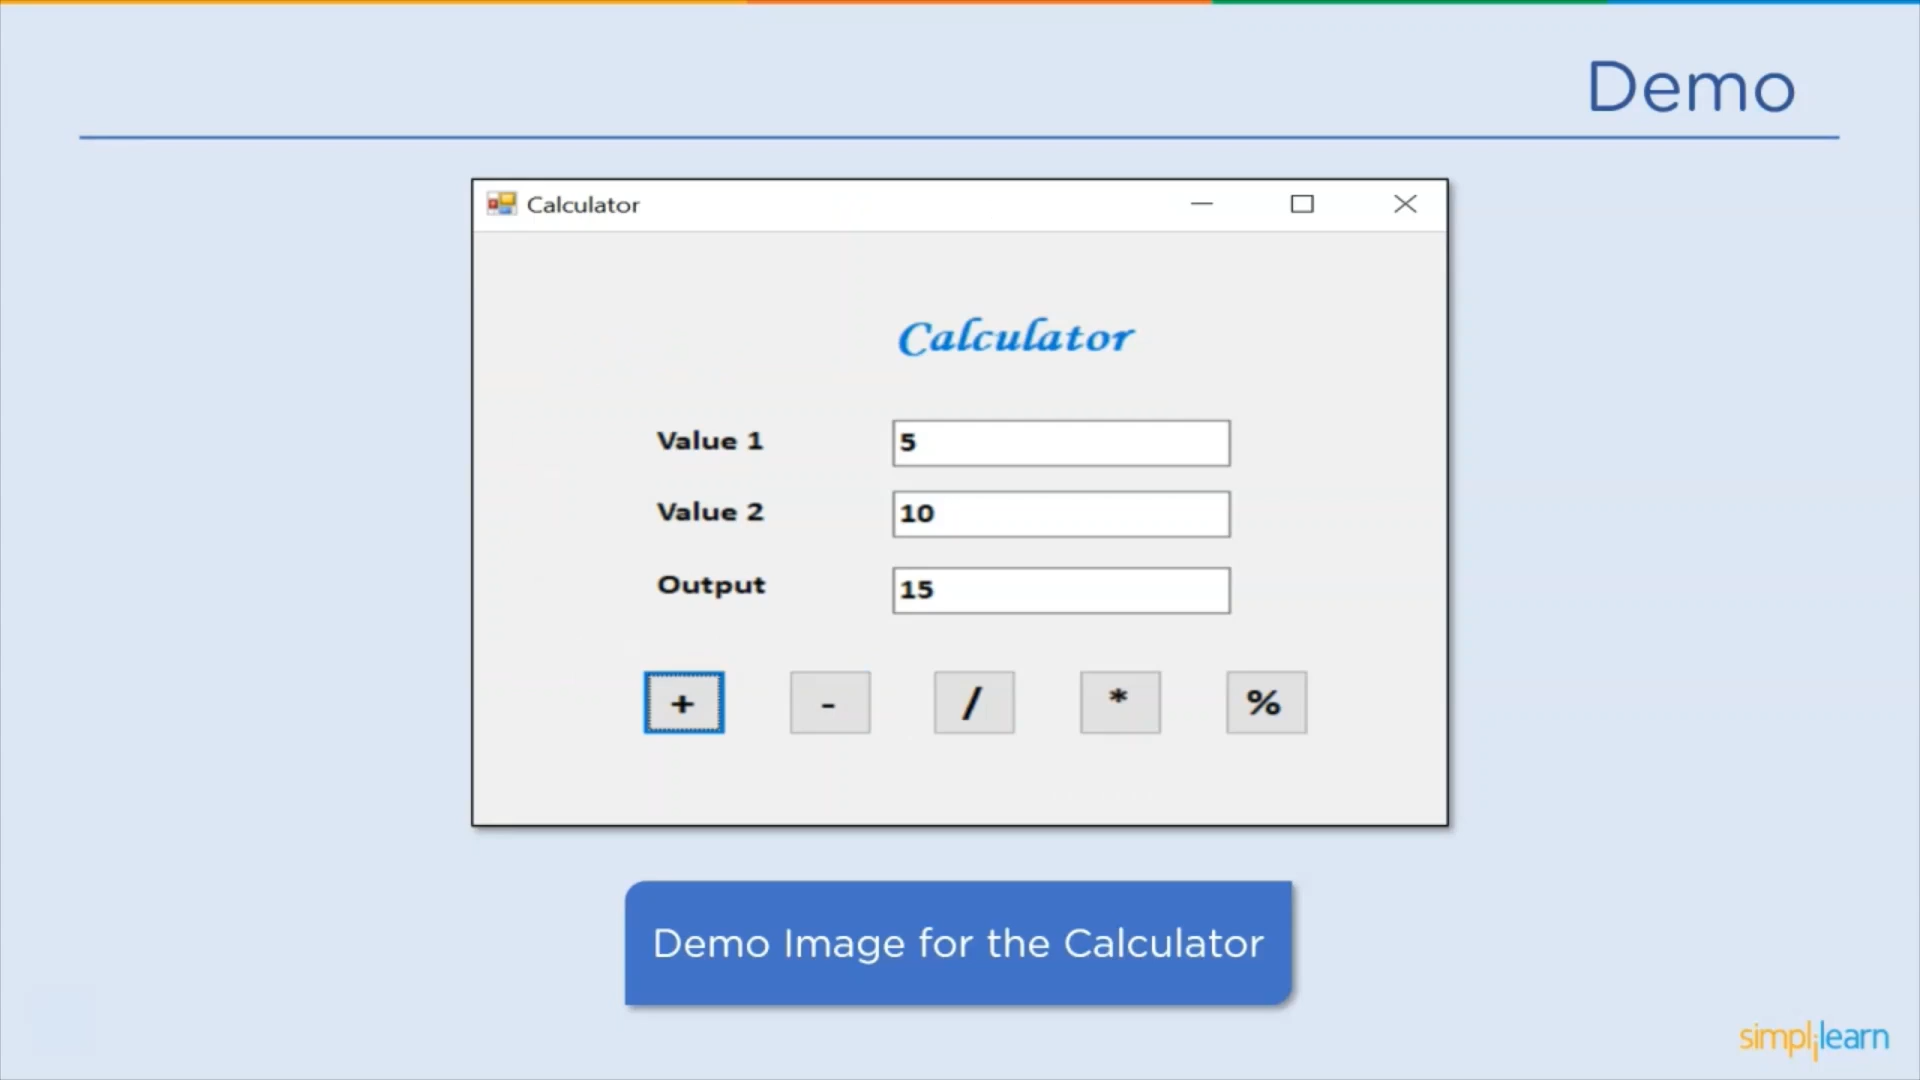 Demo
Calculator
Calculator
Value 1 5
Value 2 10
Output 15
+ - / * %
Demo Image for the Calculator
simplilearn